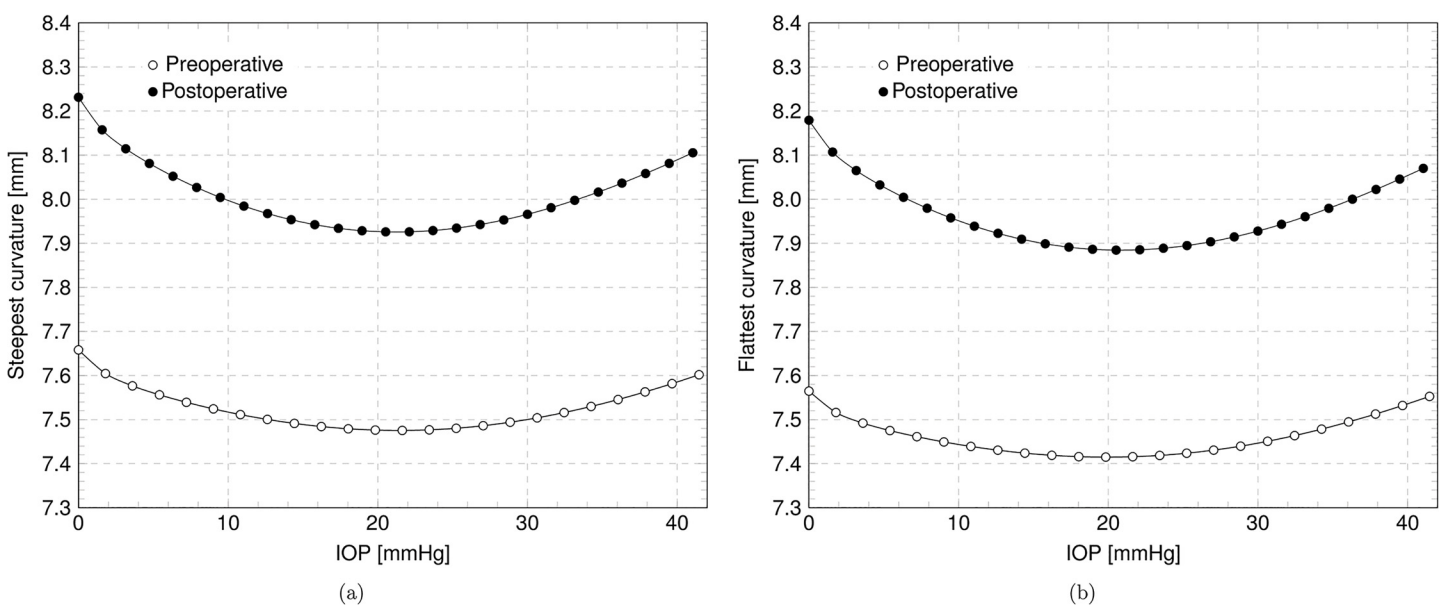 8.4
8.3
8.2
8.1
8.0
7.9
7.8
7.7
7.6
7.5
7.4
7.3
Steepest curvature [mm]
Preoperative
Postoperative
0 10 20 30 40
IOP [mmHg]
(a)
8.4
8.3
8.2
8.1
8.0
7.9
7.8
7.7
7.6
7.5
7.4
7.3
Flattest curvature [mm]
Preoperative
Postoperative
0 10 20 30 40
IOP [mmHg]
(b)